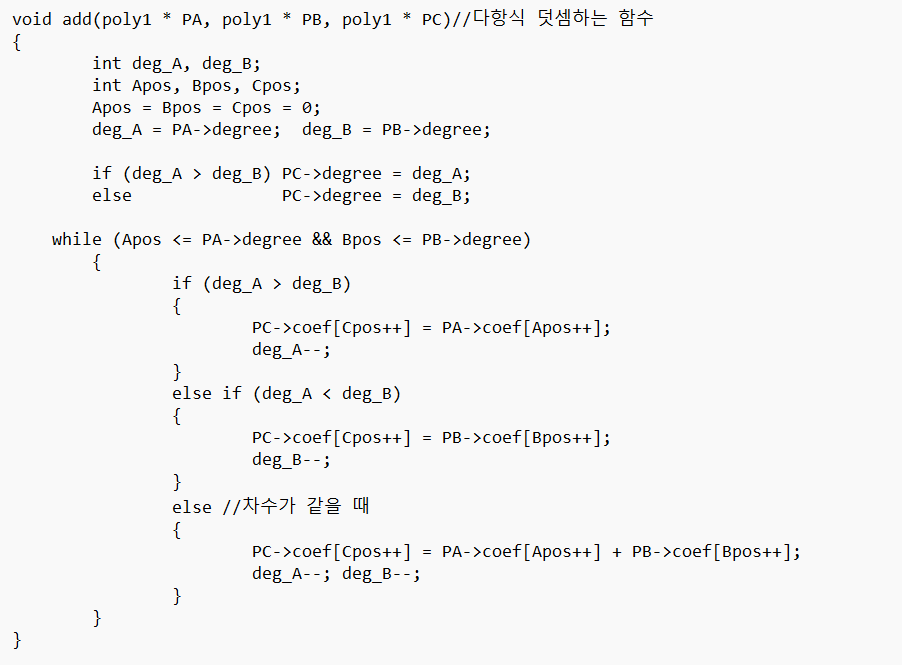 void add(poly1 * PA, poly1 * PB, poly1 * PC)//다항식 덧셈하는 함수
{
        int deg_A, deg_B;
        int Apos, Bpos, Cpos;
        Apos = Bpos = Cpos = 0;
        deg_A = PA->degree;  deg_B = PB->degree;

        if (deg_A > deg_B) PC->degree = deg_A;
        else               PC->degree = deg_B;

    while (Apos <= PA->degree && Bpos <= PB->degree)
        {
                if (deg_A > deg_B)
                {
                        PC->coef[Cpos++] = PA->coef[Apos++];
                        deg_A--;
                }
                else if (deg_A < deg_B)
                {
                        PC->coef[Cpos++] = PB->coef[Bpos++];
                        deg_B--;
                }
                else //차수가 같을 때
                {
                        PC->coef[Cpos++] = PA->coef[Apos++] + PB->coef[Bpos++];
                        deg_A--; deg_B--;
                }
        }
}